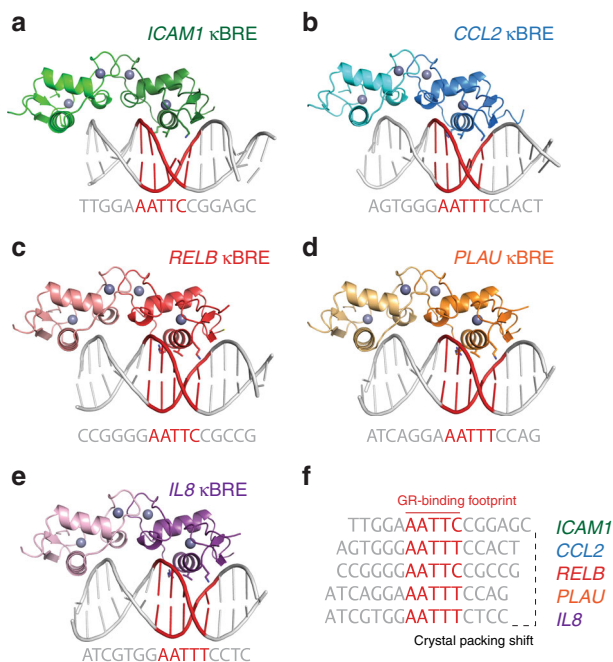 a
ICAM1 κBRE
TTGGAAATTCCGGAGC
b
CCL2 κBRE
AGTGGGAATTTCCACT
c
RELB κBRE
CCGGGGAATTCCGCCG
d
PLAU κBRE
ATCAGGAAATTTCCAG
e
IL8 κBRE
ATCGTGGAATTTCCTC
f
GR-binding footprint
TTGGAAATTCCGGAGC ICAM1
AGTGGGAATTTCCACT CCL2
CCGGGGAATTCCGCCG RELB
ATCAGGAAATTTCCAG PLAU
ATCGTGGAATTTCTCC IL8
Crystal packing shift